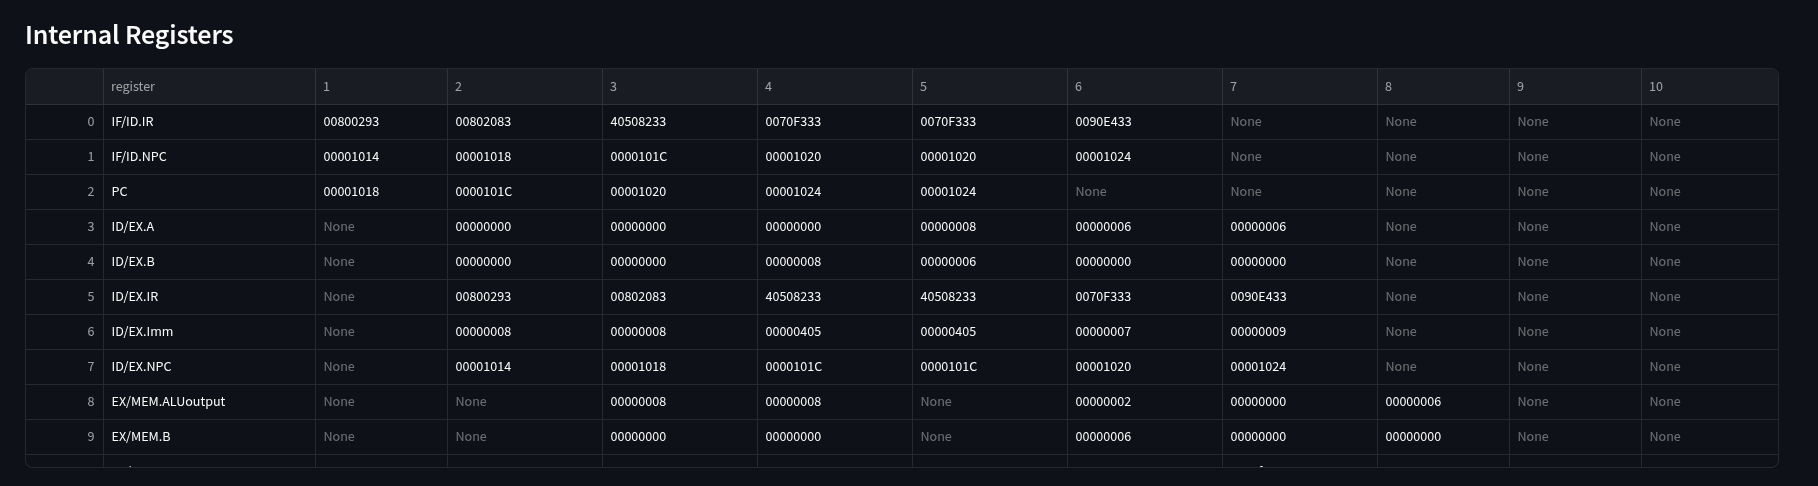 Internal Registers
register 1 2 3 4 5 6 7 8 9 10
0 IF/ID.IR 00800293 00802083 40508233 0070F333 0070F333 0090E433 None None None None
1 IF/ID.NPC 00001014 00001018 0000101C 00001020 00001020 00001024 None None None None
2 PC 00001018 0000101C 00001020 00001024 00001024 None None None None None
3 ID/EX.A None 00000000 00000000 00000000 00000008 00000006 00000006 None None None
4 ID/EX.B None 00000000 00000000 00000008 00000006 00000000 00000000 None None None
5 ID/EX.IR None 00800293 00802083 40508233 40508233 0070F333 0090E433 None None None
6 ID/EX.Imm None 00000008 00000008 00000405 00000405 00000007 00000009 None None None
7 ID/EX.NPC None 00001014 00001018 0000101C 0000101C 00001020 00001024 None None None
8 EX/MEM.ALUoutput None None 00000008 00000008 None 00000002 00000000 00000006 None None
9 EX/MEM.B None None 00000000 00000000 None 00000006 00000000 00000000 None None